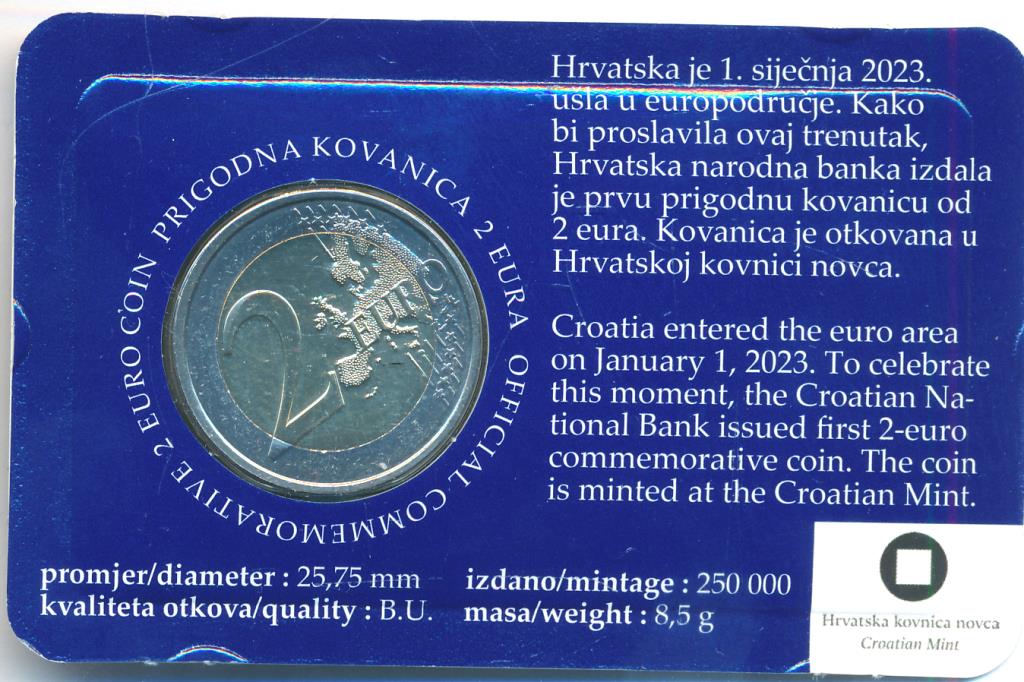 PRIGODNA KOVANICA 2 EURA
OFFICIAL COMMEMORATIVE 2 EURO COIN
2 EURO
Hrvatska je 1. siječnja 2023.
ušla u europodručje. Kako
bi proslavila ovaj trenutak,
Hrvatska narodna banka izdala
je prvu prigodnu kovanicu od
2 eura. Kovanica je otkovana u
Hrvatskoj kovnici novca.
Croatia entered the euro area
on January 1, 2023. To celebrate
this moment, the Croatian Na-
tional Bank issued first 2-euro
commemorative coin. The coin
is minted at the Croatian Mint.
promjer/diameter : 25,75 mm
kvaliteta otkova/quality : B.U.
izdano/mintage : 250 000
masa/weight : 8,5 g
Hrvatska kovnica novca
Croatian Mint